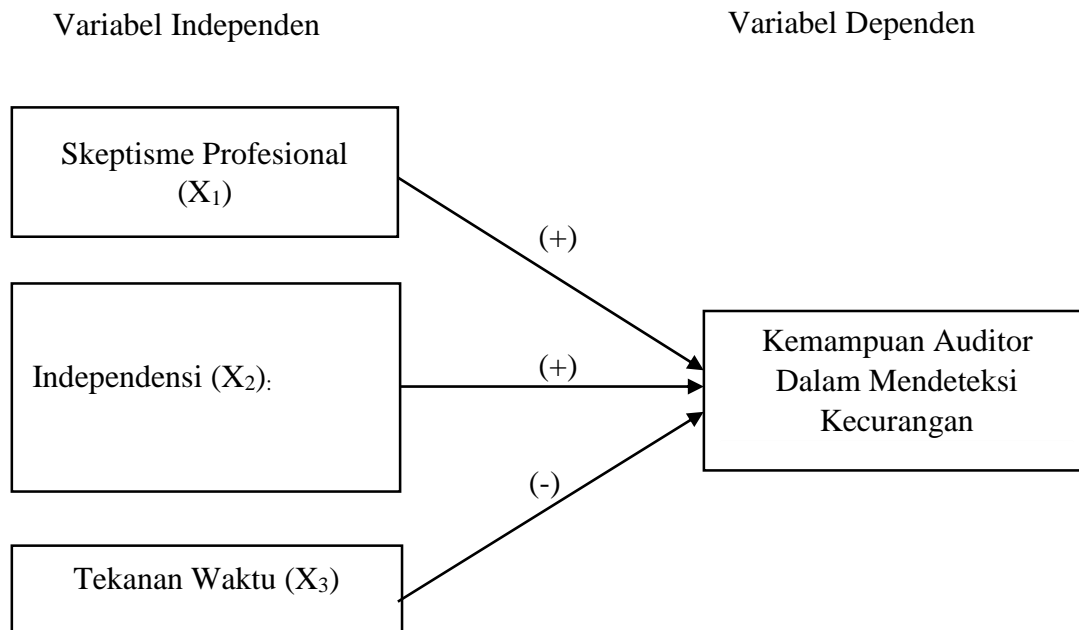 Variabel Independen
Variabel Dependen
Skeptisme Profesional
(X₁)
(+)
Independensi (X₂):
(+)
Kemampuan Auditor
Dalam Mendeteksi
Kecurangan
(-)
Tekanan Waktu (X₃)